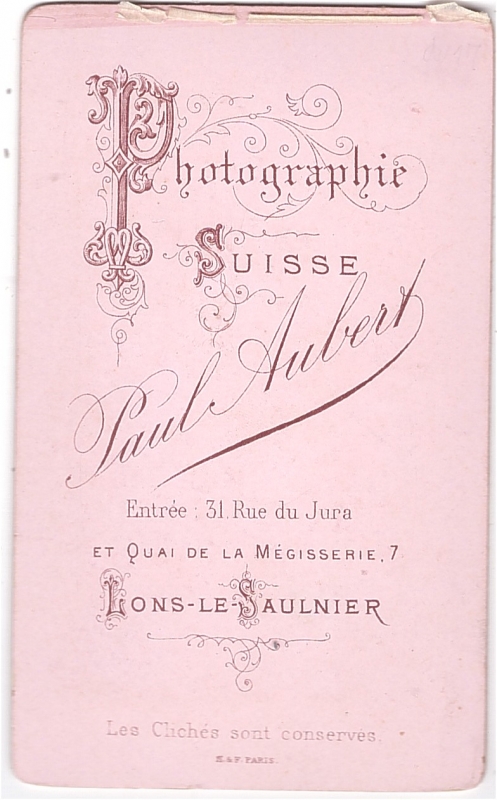 Photographie
SUISSE
Paul Aubert
Entrée : 31, Rue du Jura
ET QUAI DE LA MÉGISSERIE, 7
LONS-LE-SAULNIER
Les Clichés sont conservés.
PARIS.